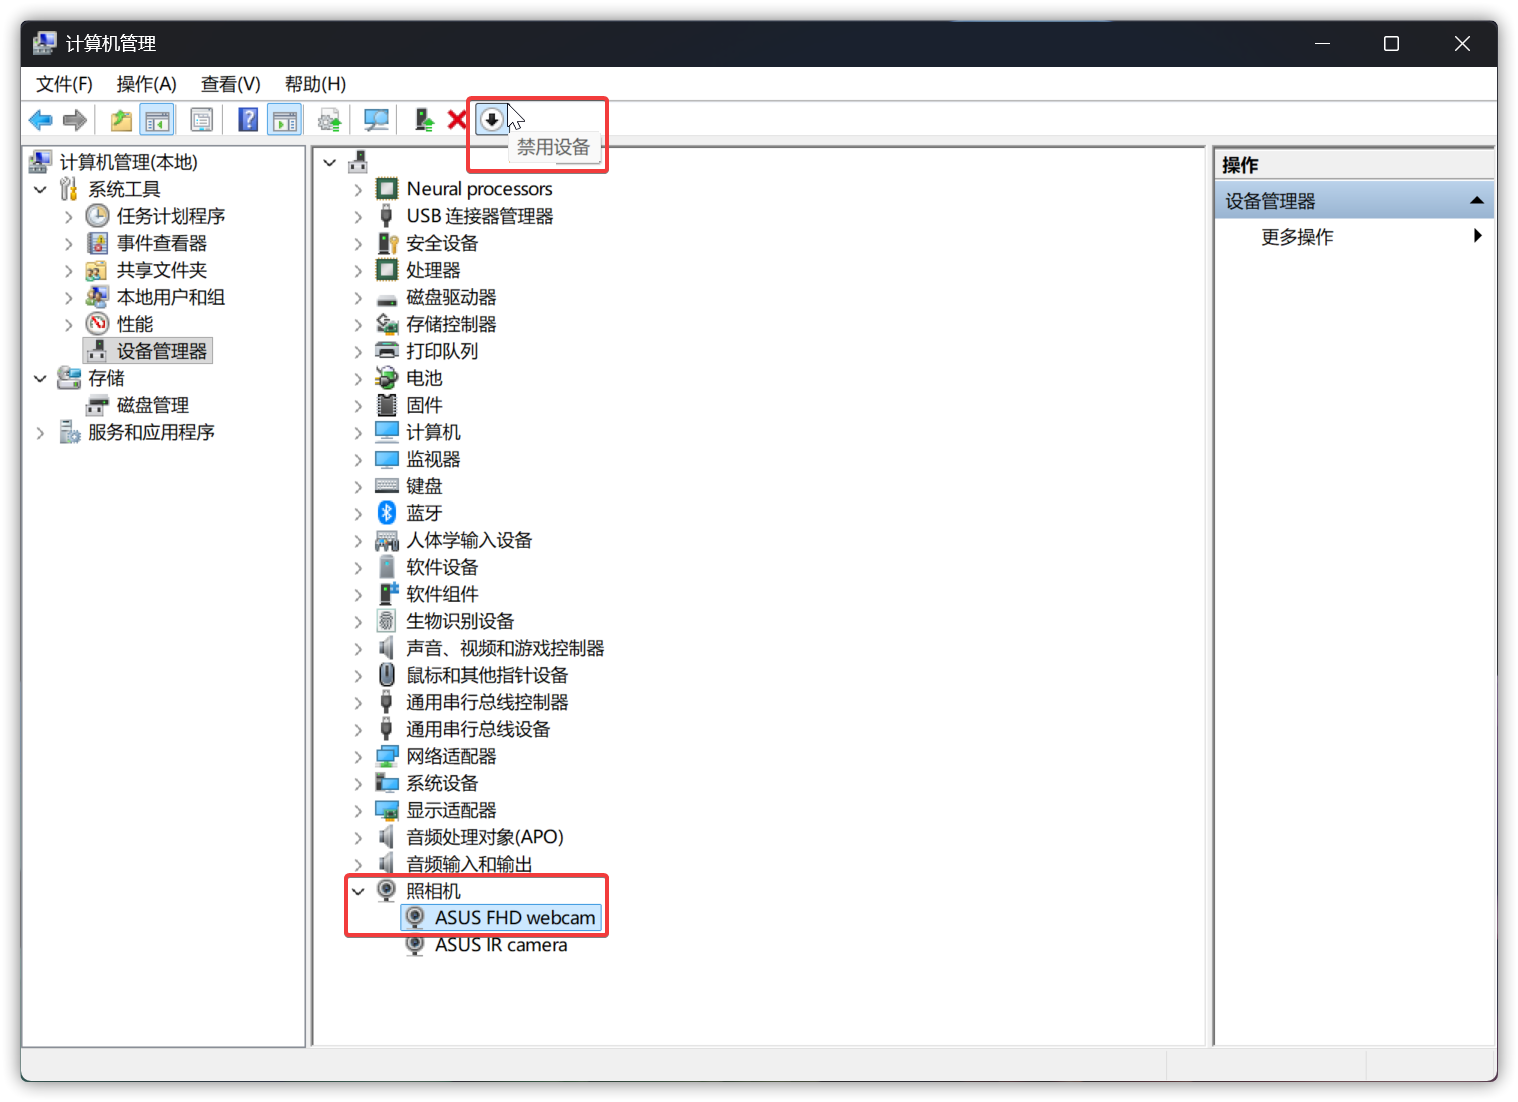 计算机管理
文件(F) 操作(A) 查看(V) 帮助(H)
禁用设备
计算机管理(本地)
系统工具
任务计划程序
事件查看器
共享文件夹
本地用户和组
性能
设备管理器
存储
磁盘管理
服务和应用程序
Neural processors
USB 连接器管理器
安全设备
处理器
磁盘驱动器
存储控制器
打印队列
电池
固件
计算机
监视器
键盘
蓝牙
人体学输入设备
软件设备
软件组件
生物识别设备
声音、视频和游戏控制器
鼠标和其他指针设备
通用串行总线控制器
通用串行总线设备
网络适配器
系统设备
显示适配器
音频处理对象(APO)
音频输入和输出
照相机
ASUS FHD webcam
ASUS IR camera
操作
设备管理器
更多操作